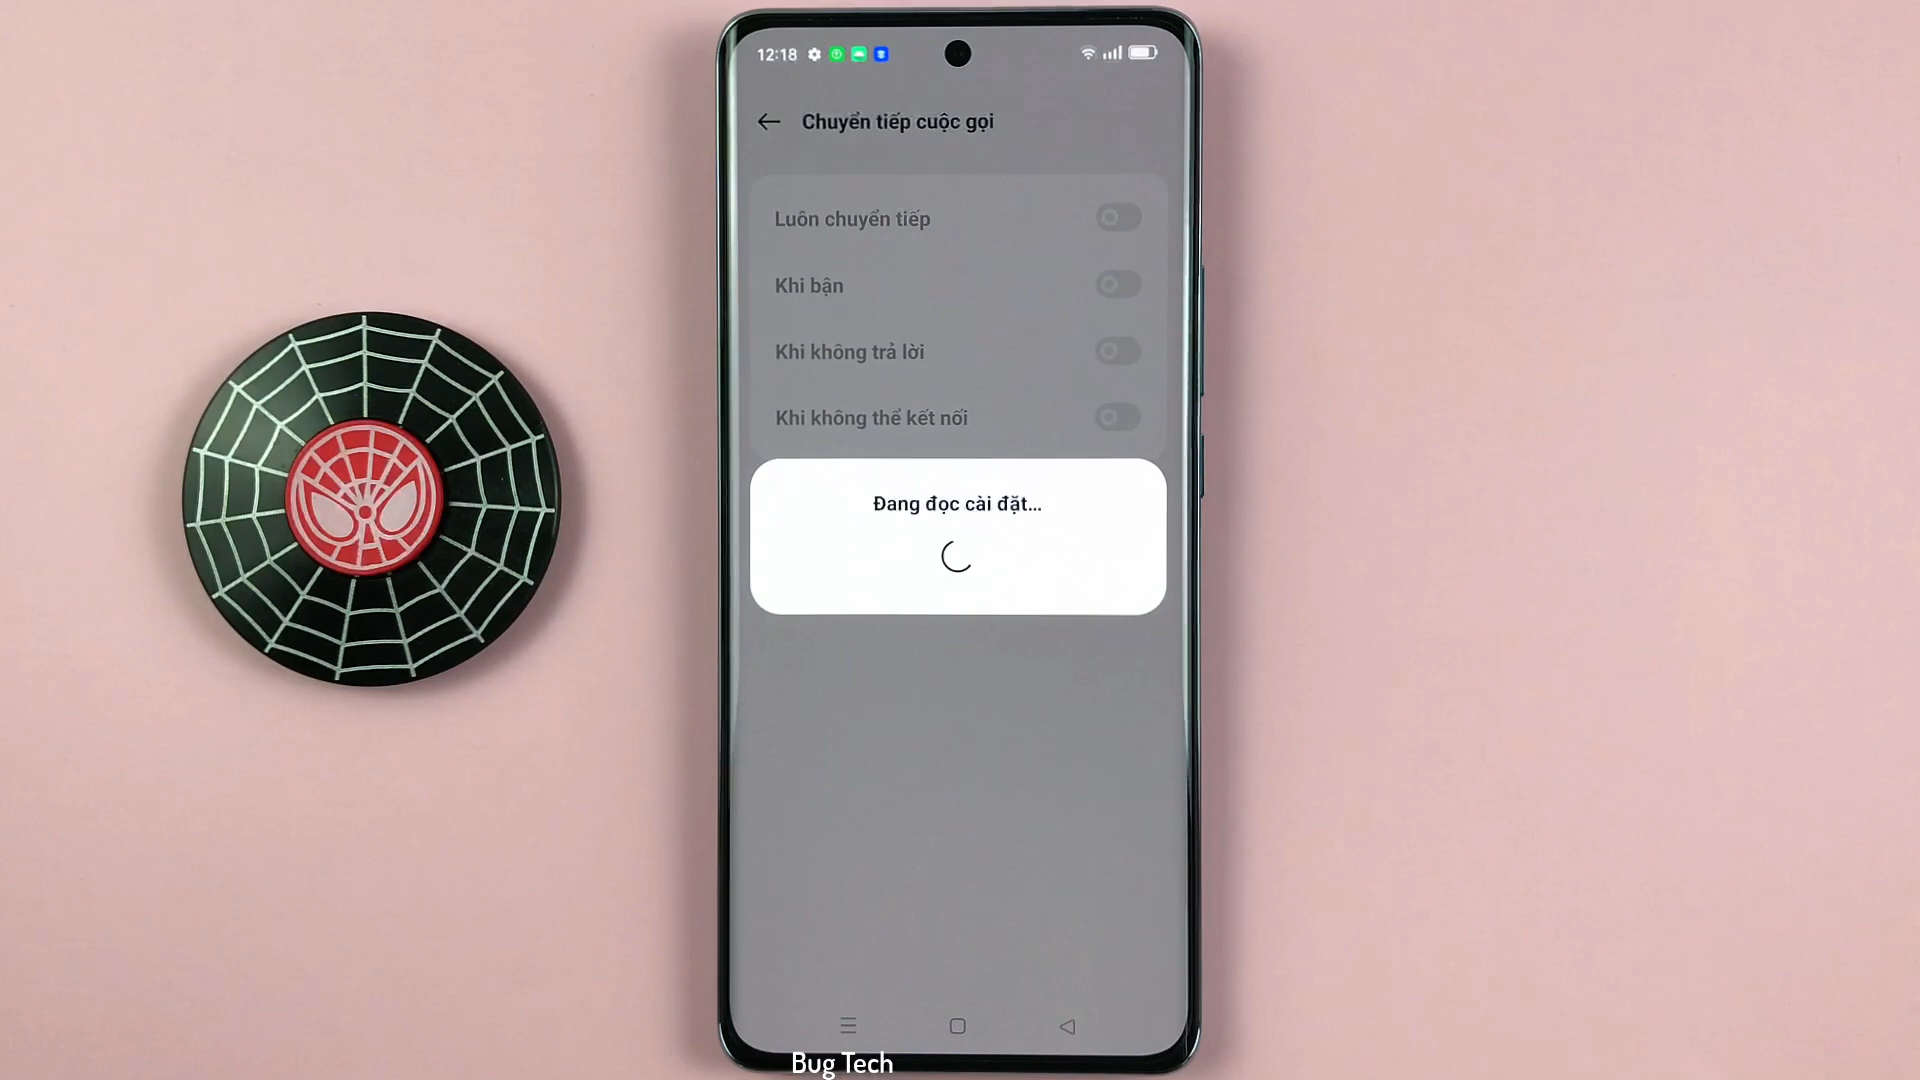 12:18
Chuyển tiếp cuộc gọi
Luôn chuyển tiếp
Khi bận
Khi không trả lời
Khi không thể kết nối
Đang đọc cài đặt...
Bug Tech